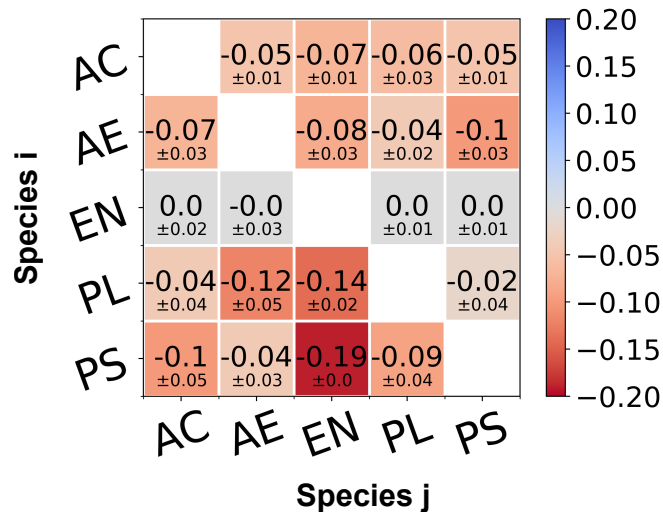 AC
-0.05 -0.07 -0.06 -0.05
±0.01 ±0.01 ±0.03 ±0.01
AE
-0.07 -0.08 -0.04 -0.1
±0.03 ±0.03 ±0.02 ±0.03
EN
0.0 -0.0 0.0 0.0
±0.02 ±0.03 ±0.01 ±0.01
PL
-0.04 -0.12 -0.14 -0.02
±0.04 ±0.05 ±0.02 ±0.04
PS
-0.1 -0.04 -0.19 -0.09
±0.05 ±0.03 ±0.0 ±0.04
AC AE EN PL PS
Species i
Species j
0.20
0.15
0.10
0.05
0.00
−0.05
−0.10
−0.15
−0.20